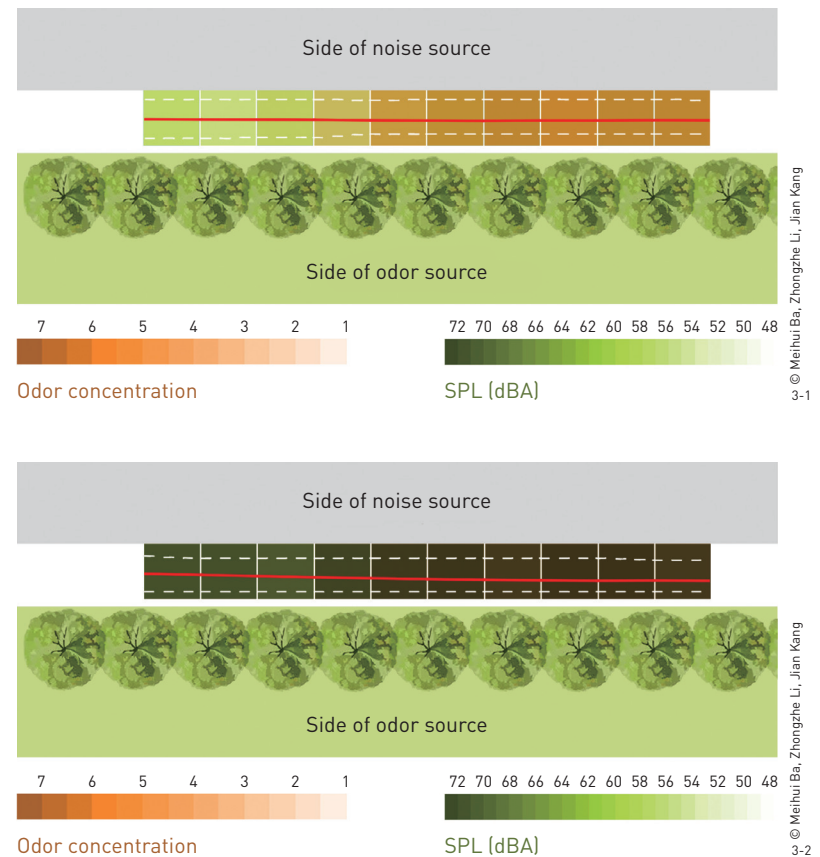 Side of noise source
Side of odor source
7 6 5 4 3 2 1
72 70 68 66 64 62 60 58 56 54 52 50 48
Odor concentration
SPL (dBA)
© Meihui Ba, Zhongzhe Li, Jian Kang
3-1
Side of noise source
Side of odor source
7 6 5 4 3 2 1
72 70 68 66 64 62 60 58 56 54 52 50 48
Odor concentration
SPL (dBA)
© Meihui Ba, Zhongzhe Li, Jian Kang
3-2